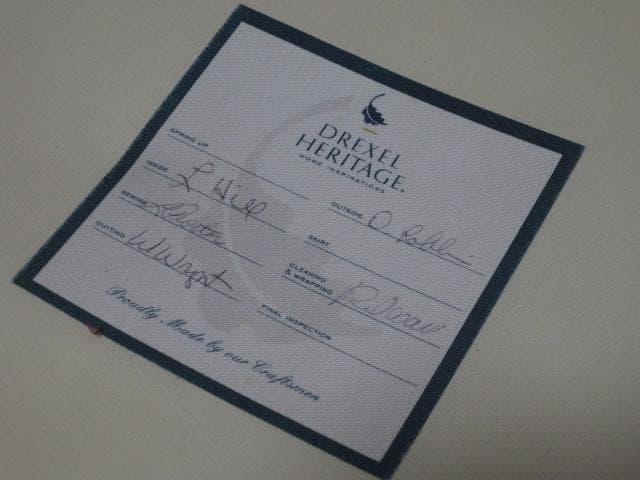 DREXEL
HERITAGE®
HOME INSPIRATIONS
SPRING UP
INSIDE L Will
SEWING
CUTTING W Wright
OUTSIDE O
SKIRT
CLEANING
& WRAPPING
FINAL INSPECTION
Proudly Made by our Craftsmen